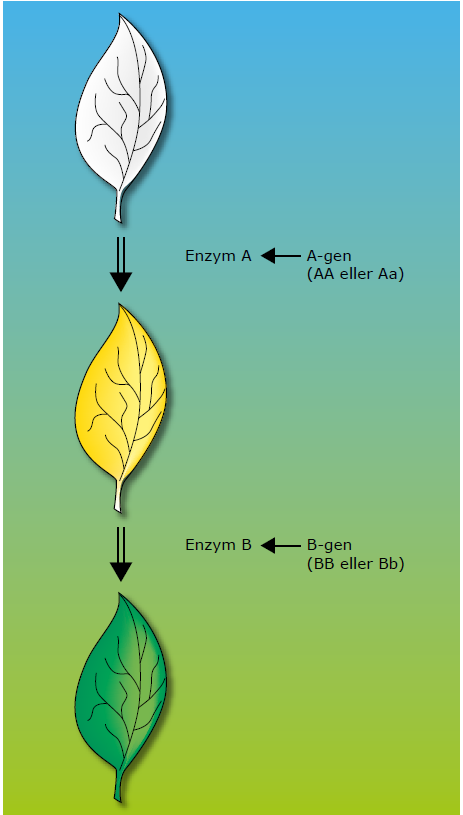 Enzym A
A-gen
(AA eller Aa)
Enzym B
B-gen
(BB eller Bb)